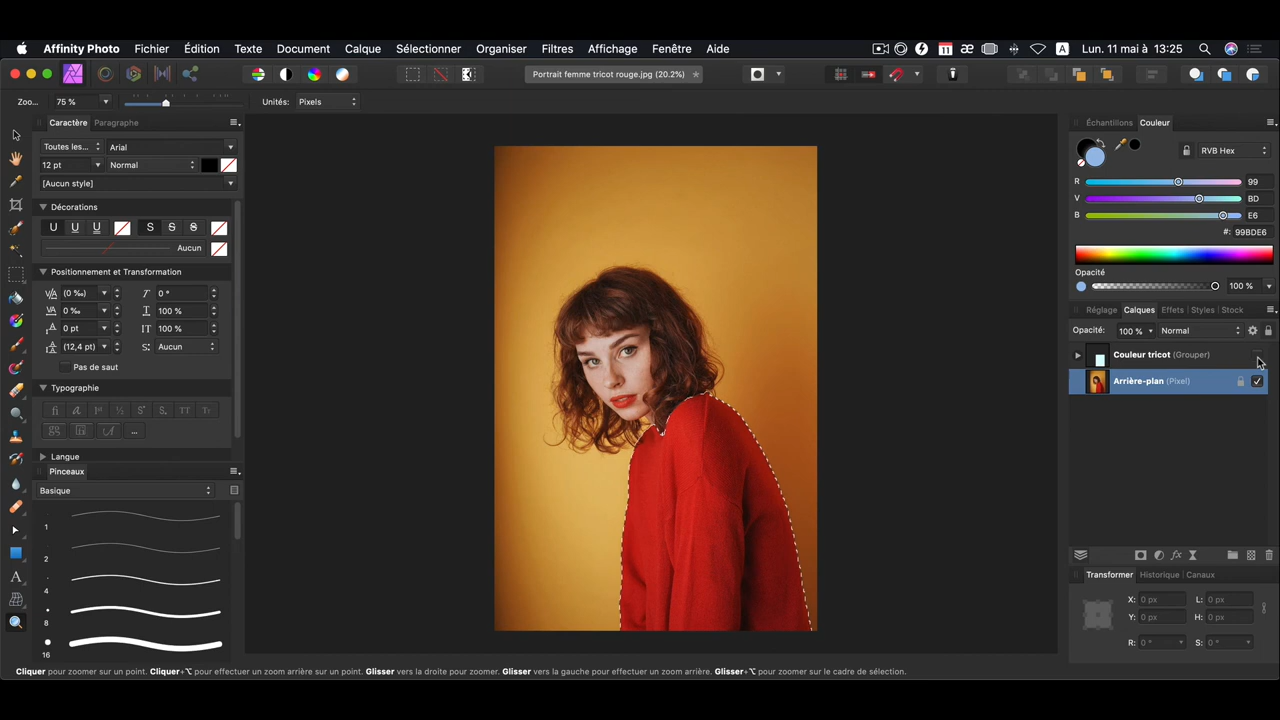 Affinity Photo Fichier Édition Texte Document Calque Sélectionner Organiser Filtres Affichage Fenêtre Aide 11 æ A Lun. 11 mai à 13:25
Portrait femme tricot rouge.jpg (20.2%)
Zoo... 75 % Unités: Pixels
Caractère Paragraphe
Toutes les... Arial
12 pt Normal
[Aucun style]
Décorations
U U U S S S
Aucun
Positionnement et Transformation
(0 ‰) 0 °
0 ‰ 100 %
0 pt 100 %
(12,4 pt) Aucun
Pas de saut
Typographie
fi a 1st ½ S S TT Tr
...
Langue
Pinceaux
Basique
1
2
4
8
16
Échantillons Couleur
RVB Hex
R 99
V BD
B E6
#: 99BDE6
Opacité
100 %
Réglage Calques Effets Styles Stock
Opacité: 100 % Normal
Couleur tricot (Grouper)
Arrière-plan (Pixel)
Transformer Historique Canaux
X: 0 px L: 0 px
Y: 0 px H: 0 px
R: 0 ° S: 0 °
Cliquer pour zoomer sur un point. Cliquer+⌥ pour effectuer un zoom arrière sur un point. Glisser vers la droite pour zoomer. Glisser vers la gauche pour effectuer un zoom arrière. Glisser+⌥ pour zoomer sur le cadre de sélection.